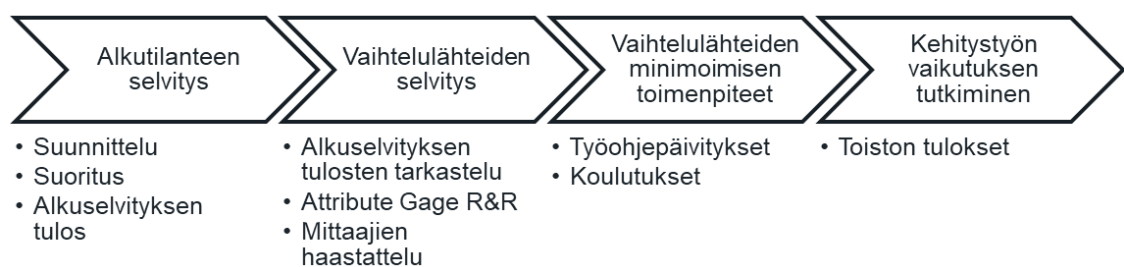 Alkutilanteen
selvitys
Vaihtelulähteiden
selvitys
Vaihtelulähteiden
minimoimisen
toimenpiteet
Kehitystyön
vaikutuksen
tutkiminen
• Suunnittelu
• Suoritus
• Alkuselvityksen
tulos
• Alkuselvityksen
tulosten tarkastelu
• Attribute Gage R&R
• Mittaajien
haastattelu
• Työohjepäivitykset
• Koulutukset
• Toiston tulokset